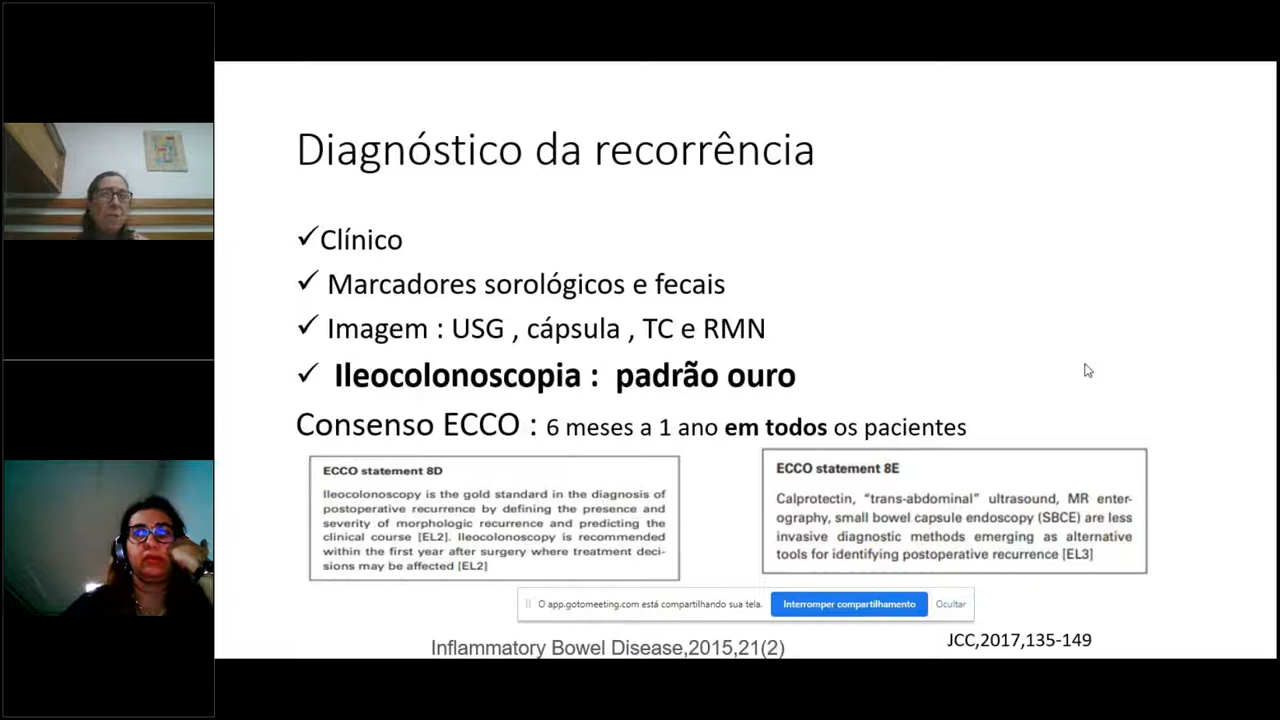 Diagnóstico da recorrência
✓Clínico
✓ Marcadores sorológicos e fecais
✓ Imagem : USG , cápsula , TC e RMN
✓ Ileocolonoscopia : padrão ouro
Consenso ECCO : 6 meses a 1 ano em todos os pacientes
ECCO statement 8D
Ileocolonoscopy is the gold standard in the diagnosis of
postoperative recurrence by defining the presence and
severity of morphologic recurrence and predicting the
clinical course [EL2]. Ileocolonoscopy is recommended
within the first year after surgery where treatment deci-
sions may be affected [EL2]
ECCO statement 8E
Calprotectin, “trans-abdominal” ultrasound, MR enter-
ography, small bowel capsule endoscopy (SBCE) are less
invasive diagnostic methods emerging as alternative
tools for identifying postoperative recurrence [EL3]
O app.gotomeeting.com está compartilhando sua tela.
Interromper compartilhamento
Ocultar
Inflammatory Bowel Disease,2015,21(2)
JCC,2017,135-149